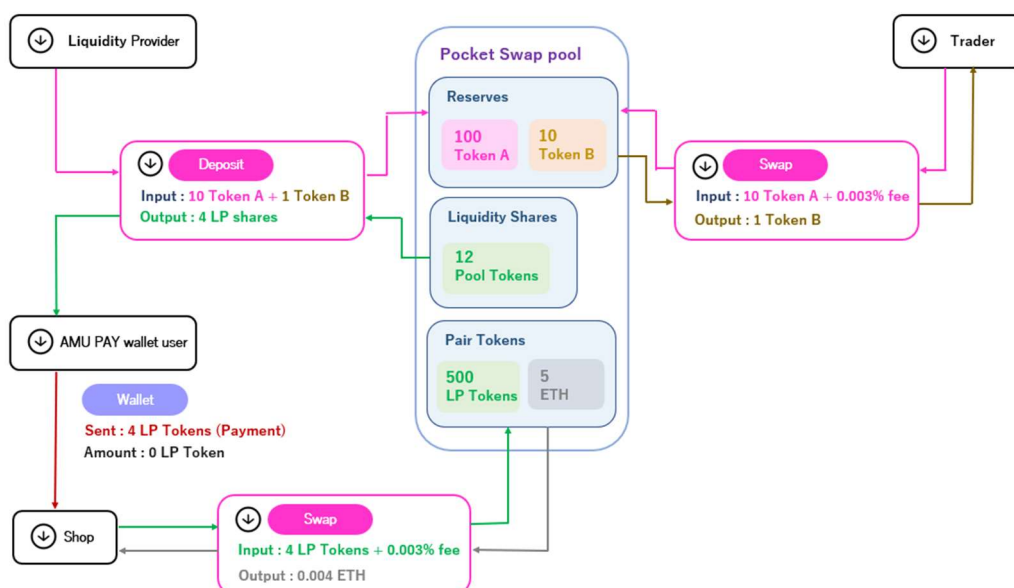 Liquidity Provider
Pocket Swap pool
Trader
Reserves
100
Token A
10
Token B
Deposit
Input : 10 Token A + 1 Token B
Output : 4 LP shares
Swap
Input : 10 Token A + 0.003% fee
Output : 1 Token B
Liquidity Shares
12
Pool Tokens
AMU PAY wallet user
Pair Tokens
500
LP Tokens
5
ETH
Wallet
Sent : 4 LP Tokens (Payment)
Amount : 0 LP Token
Shop
Swap
Input : 4 LP Tokens + 0.003% fee
Output : 0.004 ETH